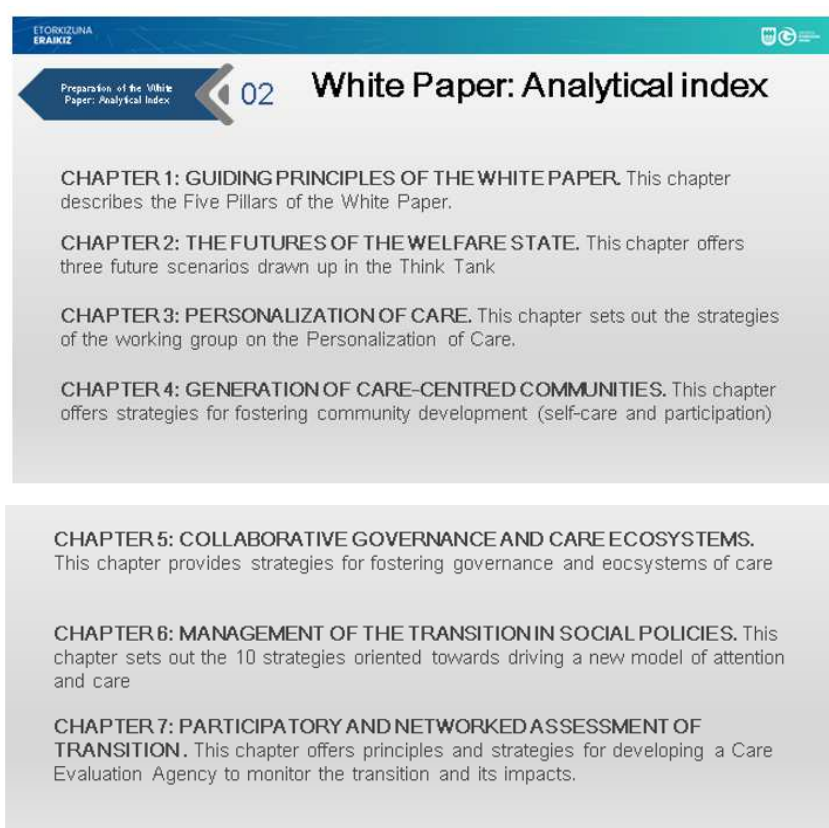 ETORKIZUNA
ERAIKIZ
Preparation of the White
Paper: Analytical Index
02
White Paper: Analytical index
CHAPTER 1: GUIDING PRINCIPLES OF THE WHITE PAPER. This chapter
describes the Five Pillars of the White Paper.
CHAPTER 2: THE FUTURES OF THE WELFARE STATE. This chapter offers
three future scenarios drawn up in the Think Tank
CHAPTER 3: PERSONALIZATION OF CARE. This chapter sets out the strategies
of the working group on the Personalization of Care.
CHAPTER 4: GENERATION OF CARE-CENTRED COMMUNITIES. This chapter
offers strategies for fostering community development (self-care and participation)
CHAPTER 5: COLLABORATIVE GOVERNANCE AND CARE ECOSYSTEMS.
This chapter provides strategies for fostering governance and eocsystems of care
CHAPTER 6: MANAGEMENT OF THE TRANSITION IN SOCIAL POLICIES. This
chapter sets out the 10 strategies oriented towards driving a new model of attention
and care
CHAPTER 7: PARTICIPATORY AND NETWORKED ASSESSMENT OF
TRANSITION. This chapter offers principles and strategies for developing a Care
Evaluation Agency to monitor the transition and its impacts.